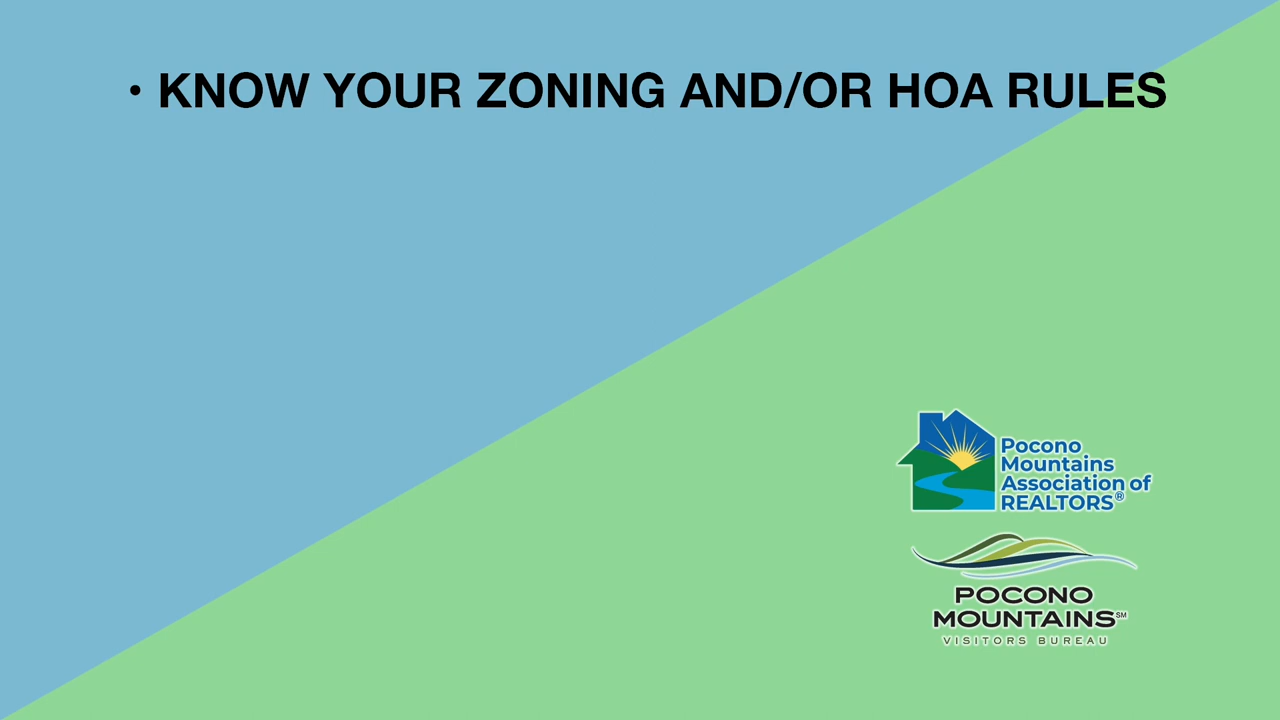 • KNOW YOUR ZONING AND/OR HOA RULES
Pocono
Mountains
Association of
REALTORS®
POCONO
MOUNTAINS℠
VISITORS BUREAU